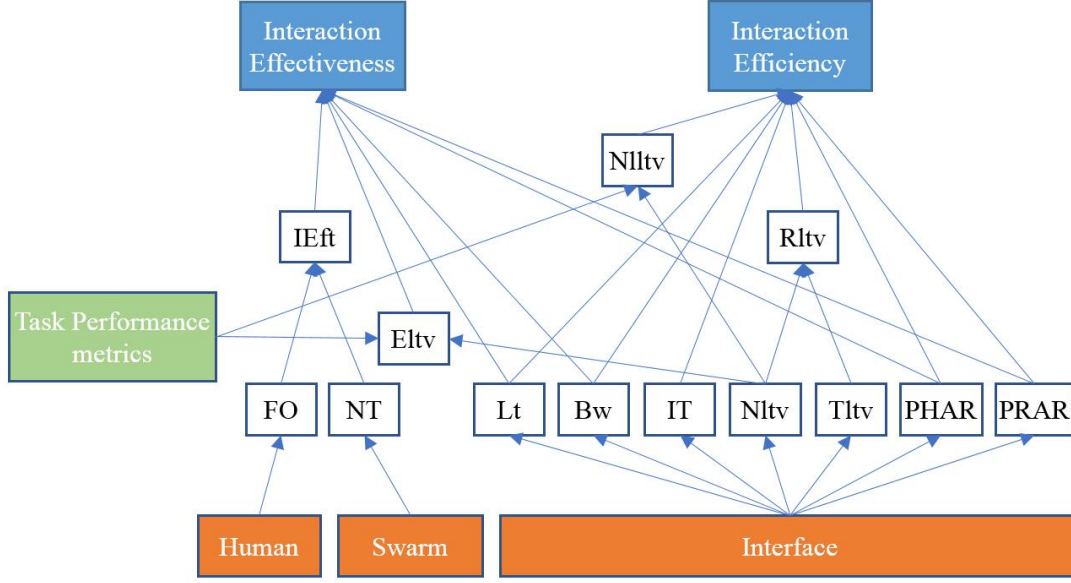 Interaction
Effectiveness
Interaction
Efficiency
Nlltv
IEft
Rltv
Task Performance
metrics
Eltv
FO
NT
Lt
Bw
IT
Nltv
Tltv
PHAR
PRAR
Human
Swarm
Interface